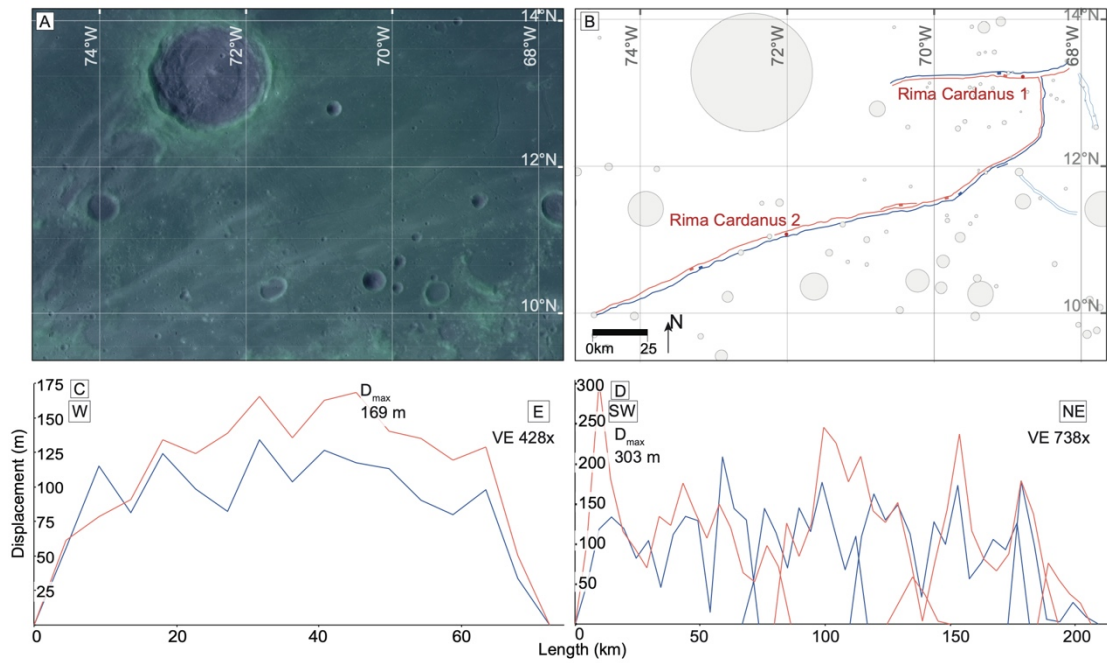 A
74°W
72°W
70°W
68°W
14°N
12°N
10°N
B
74°W
72°W
70°W
68°W
14°N
12°N
10°N
Rima Cardanus 1
Rima Cardanus 2
N
0km 25
C
W
E
D max
169 m
VE 428x
175
150
125
100
75
50
25
0 20 40 60
Displacement (m)
D
SW
NE
D max
303 m
VE 738x
300
250
200
150
100
50
0 50 100 150 200
Length (km)